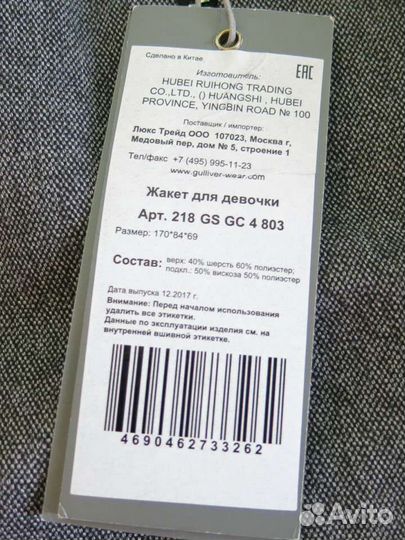 Сделано в Китае
EAC
Изготовитель:
HUBEI RUIHONG TRADING
CO.,LTD., () HUANGSHI , HUBEI
PROVINCE, YINGBIN ROAD № 100
Поставщик / импортер:
Люкс Трейд ООО 107023, Москва г,
Медовый пер, дом № 5, строение 1
Тел/факс +7 (495) 995-11-23
www.gulliver-wear.com
Жакет для девочки
Арт. 218 GS GC 4 803
Размер: 170*84*69
Состав: верх: 40% шерсть 60% полиэстер;
подкл.: 50% вискоза 50% полиэстер
Дата выпуска 12.2017 г.
Внимание: Перед началом использования
удалить все этикетки.
Данные по эксплуатации изделия см. на
внутренней вшивной этикетке.
4690462733262
Avito